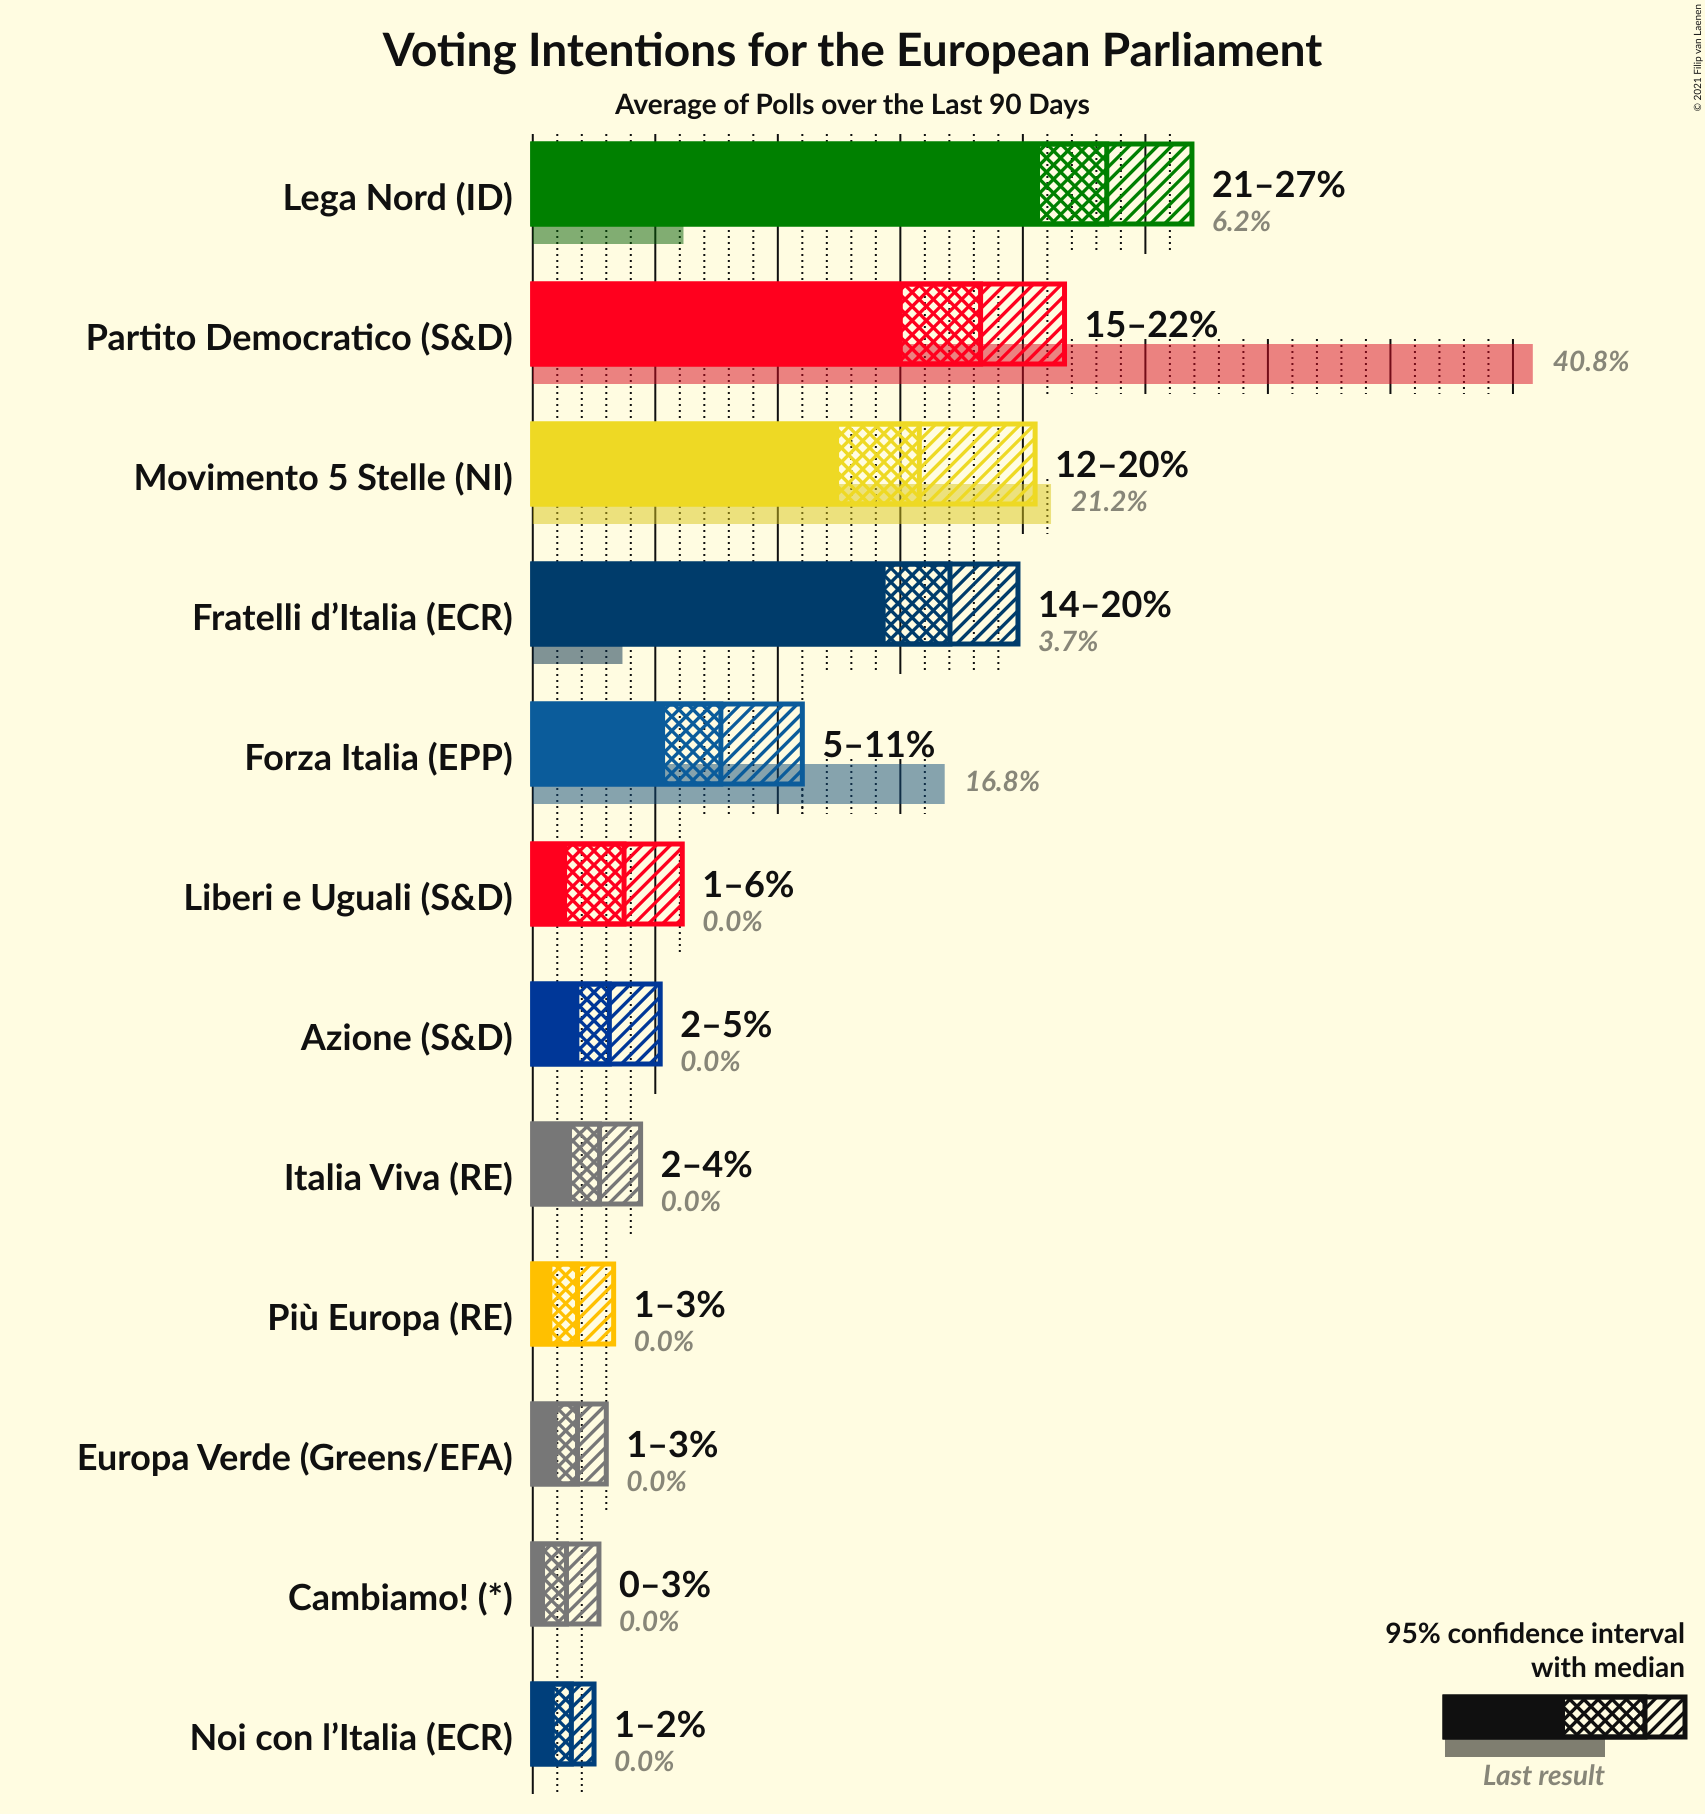 Voting Intentions for the European Parliament
Average of Polls over the Last 90 Days
© 2021 Filip van Laenen
Lega Nord (ID)
21–27%
6.2%
Partito Democratico (S&D)
15–22%
40.8%
Movimento 5 Stelle (NI)
12–20%
21.2%
Fratelli d’Italia (ECR)
14–20%
3.7%
Forza Italia (EPP)
5–11%
16.8%
Liberi e Uguali (S&D)
1–6%
0.0%
Azione (S&D)
2–5%
0.0%
Italia Viva (RE)
2–4%
0.0%
Più Europa (RE)
1–3%
0.0%
Europa Verde (Greens/EFA)
1–3%
0.0%
Cambiamo! (*)
0–3%
0.0%
Noi con l’Italia (ECR)
1–2%
0.0%
95% confidence interval
with median
Last result